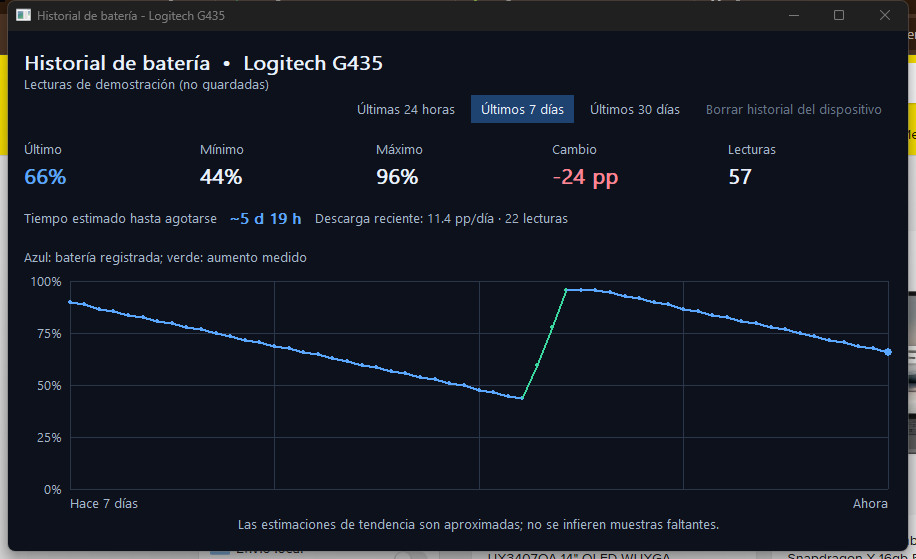 Historial de batería - Logitech G435
Historial de batería • Logitech G435
Lecturas de demostración (no guardadas)
Últimas 24 horas Últimos 7 días Últimos 30 días Borrar historial del dispositivo
Último Mínimo Máximo Cambio Lecturas
66% 44% 96% -24 pp 57
Tiempo estimado hasta agotarse ~5 d 19 h Descarga reciente: 11.4 pp/día · 22 lecturas
Azul: batería registrada; verde: aumento medido
100%
75%
50%
25%
0%
Hace 7 días Ahora
Las estimaciones de tendencia son aproximadas; no se infieren muestras faltantes.